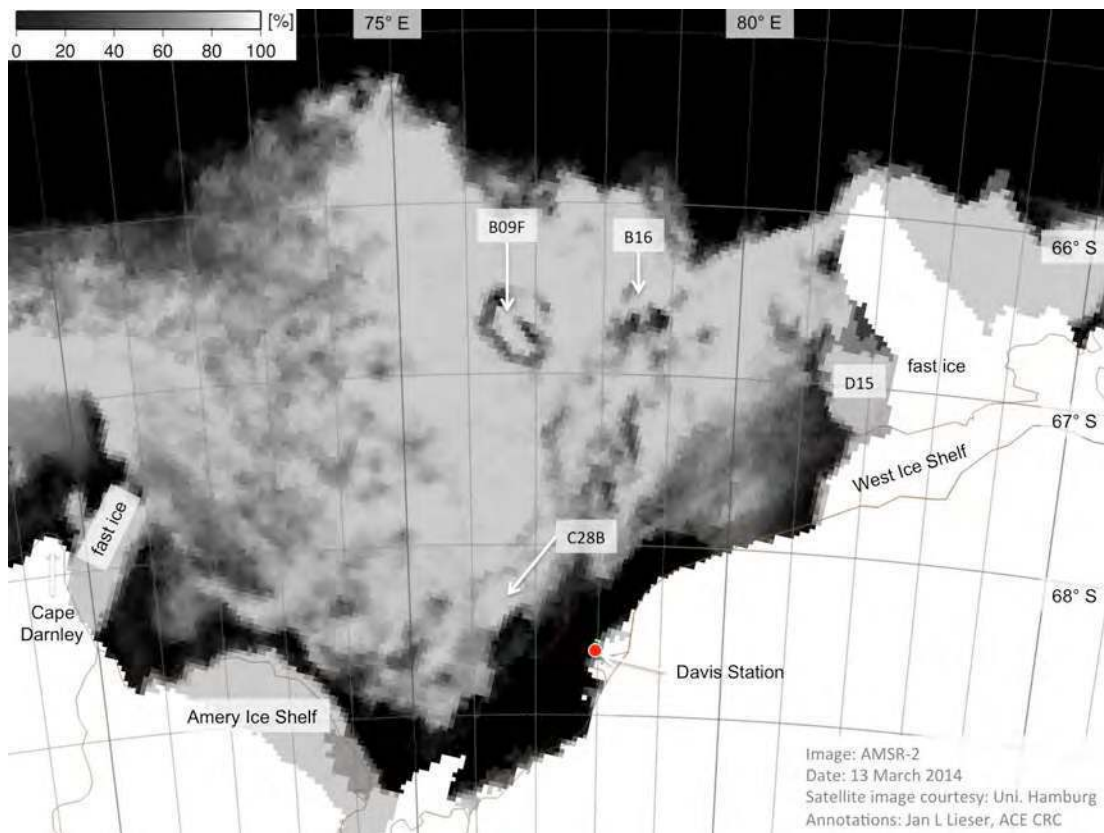 [%]
0 20 40 60 80 100
75° E
80° E
B09F
B16
66° S
fast ice
D15
67° S
West Ice Shelf
fast ice
C28B
68° S
Cape
Darnley
Davis Station
Amery Ice Shelf
Image: AMSR-2
Date: 13 March 2014
Satellite image courtesy: Uni. Hamburg
Annotations: Jan L Lieser, ACE CRC